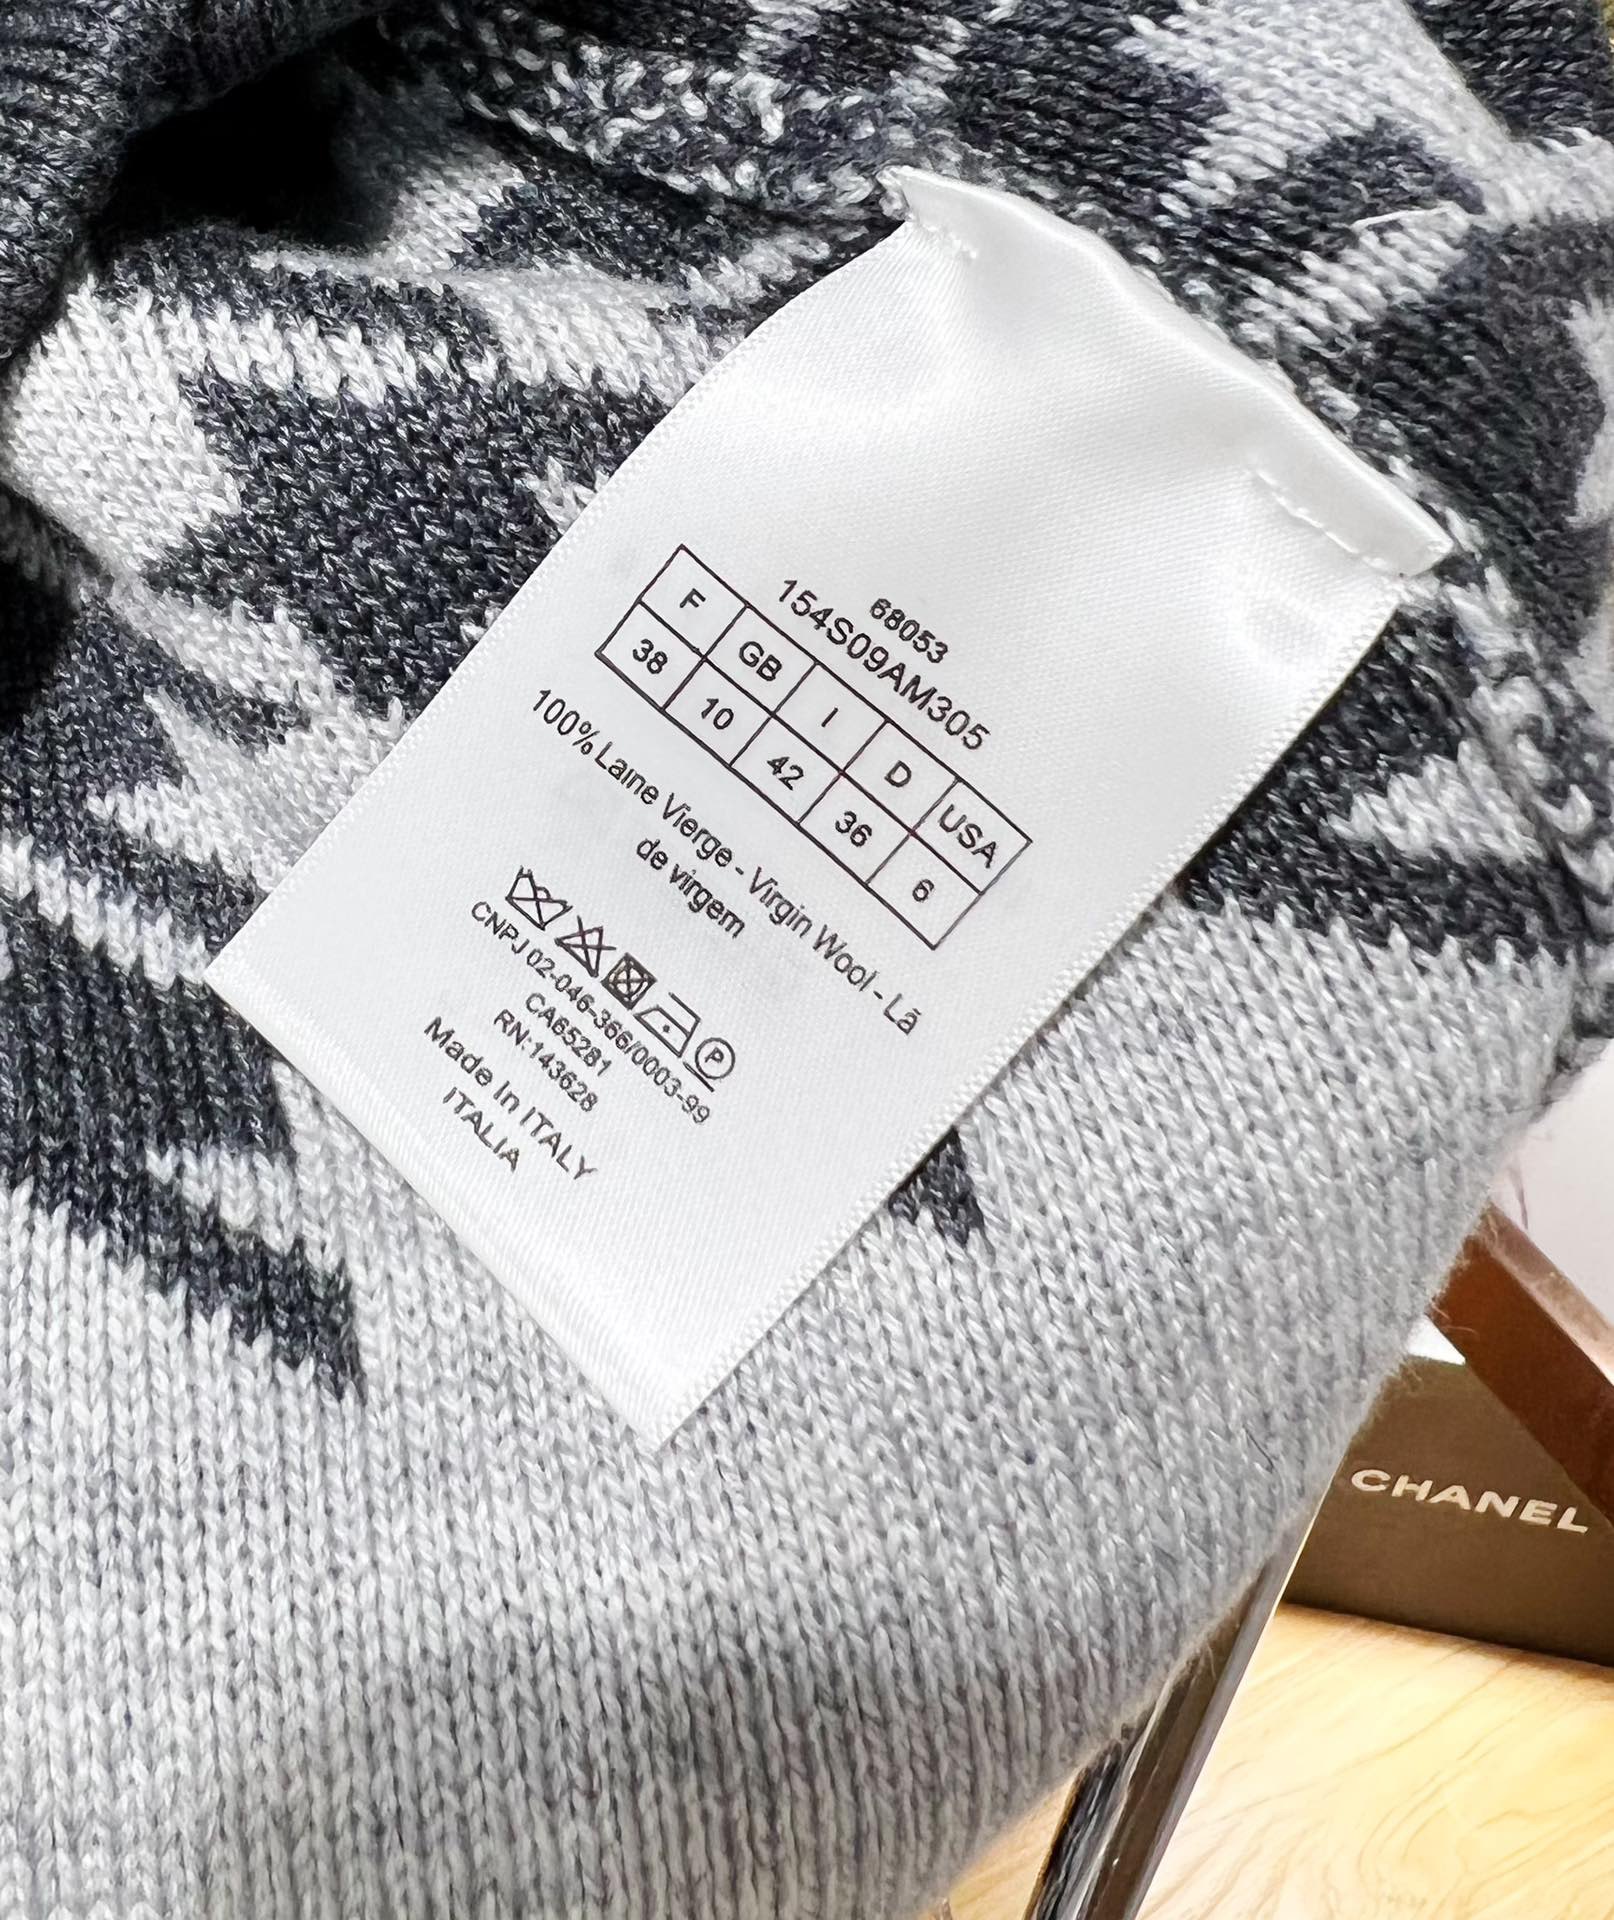 68053
154S09AM305
F GB I D USA
38 10 42 36 6
100% Laine Vierge - Virgin Wool - Lã
de virgem
P
CNPJ 02-046-366/0003-99
CA65281
RN:143628
Made In ITALY
ITALIA
CHANEL